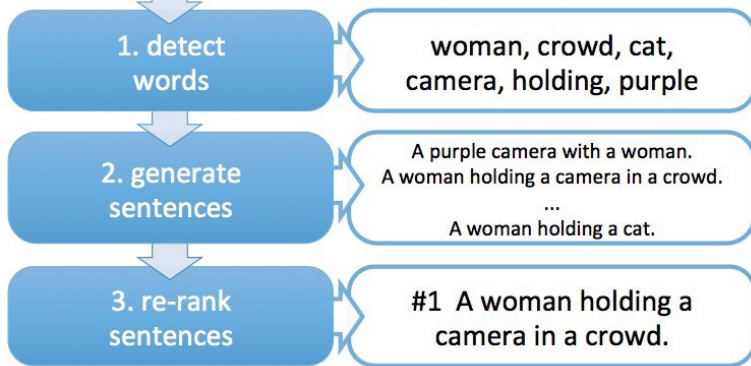 1. detect
words
woman, crowd, cat,
camera, holding, purple
2. generate
sentences
A purple camera with a woman.
A woman holding a camera in a crowd.
...
A woman holding a cat.
3. re-rank
sentences
#1 A woman holding a
camera in a crowd.